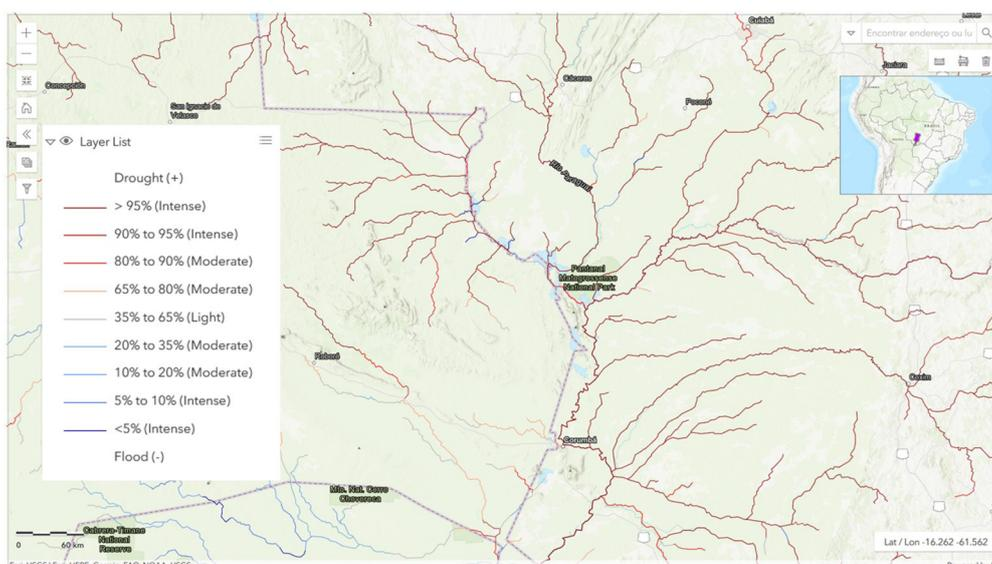 Cuiabá
Encontrar endereço ou lu
Jaciara
Concepción
Cáceres
San Ignacio de
Velasco
Poconé
Layer List
Drought (+)
> 95% (Intense)
90% to 95% (Intense)
80% to 90% (Moderate)
65% to 80% (Moderate)
35% to 65% (Light)
20% to 35% (Moderate)
10% to 20% (Moderate)
5% to 10% (Intense)
<5% (Intense)
Flood (-)
Rio Paraguai
Pantanal
Matogrossense
National Park
Roboré
Coxim
Corumbá
Mto. Nat. Cerro
Chovoreca
Cabrera-Timane
National
Reserve
0
60 km
Lat / Lon -16.262 -61.562